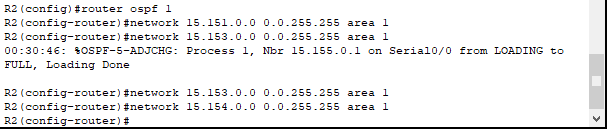 R2(config)#router ospf 1
R2(config-router)#network 15.151.0.0 0.0.255.255 area 1
R2(config-router)#network 15.153.0.0 0.0.255.255 area 1
00:30:46: %OSPF-5-ADJCHG: Process 1, Nbr 15.155.0.1 on Serial0/0 from LOADING to
FULL, Loading Done
R2(config-router)#network 15.153.0.0 0.0.255.255 area 1
R2(config-router)#network 15.154.0.0 0.0.255.255 area 1
R2(config-router)#